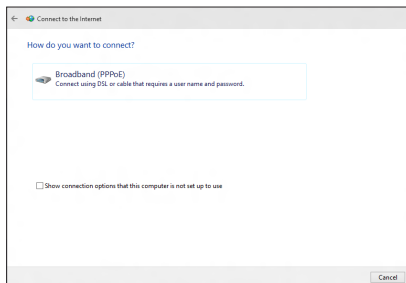 Connect to the Internet
How do you want to connect?
Broadband (PPPoE)
Connect using DSL or cable that requires a user name and password.
Show connection options that this computer is not set up to use
Cancel